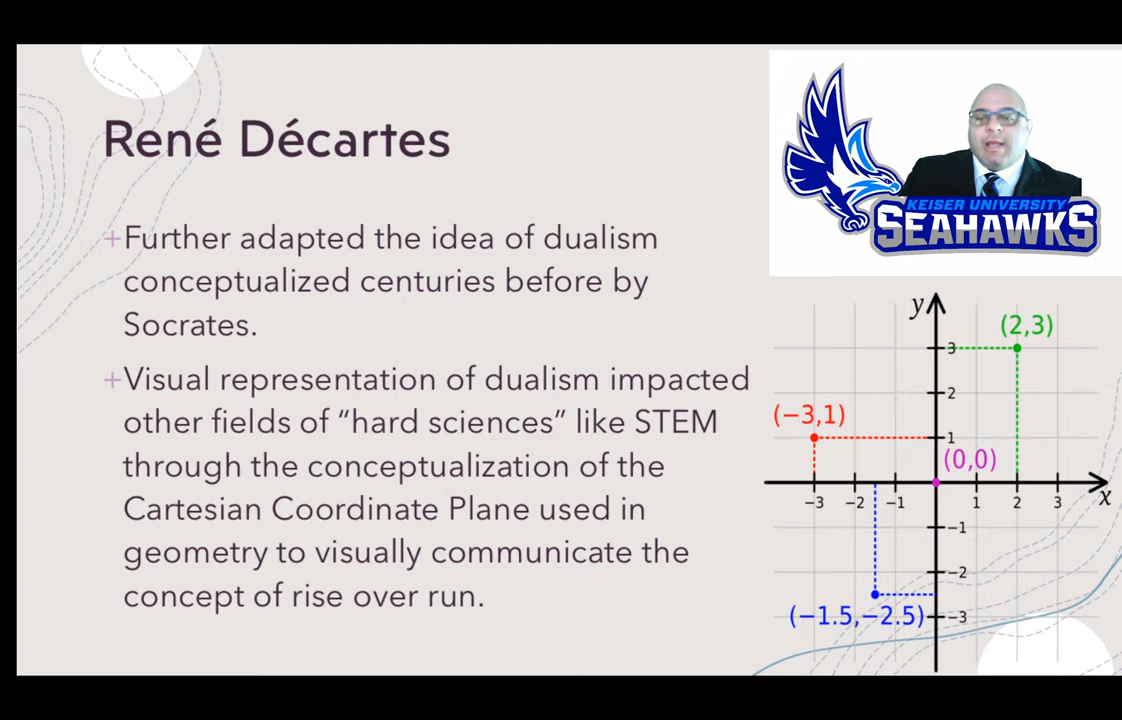 René Décartes
+Further adapted the idea of dualism
conceptualized centuries before by
Socrates.
+Visual representation of dualism impacted
other fields of “hard sciences” like STEM
through the conceptualization of the
Cartesian Coordinate Plane used in
geometry to visually communicate the
concept of rise over run.
KEISER UNIVERSITY
SEAHAWKS
y
(2,3)
3
2
(−3,1)
1
(0,0)
−3 −2 −1 1 2 3 x
−1
−2
(−1.5,−2.5)
−3